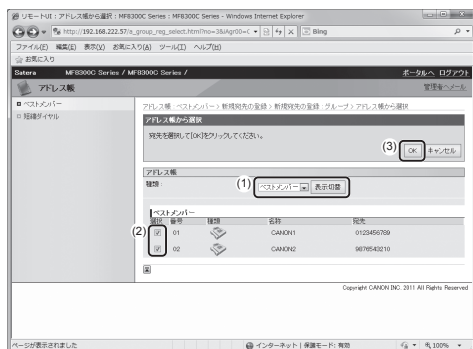 リモートUI : アドレス帳から選択 : MF8300C Series : MF8300C Series - Windows Internet Explorer
http://192.168.222.57/a_group_reg_select.html?no=3&iAgr00=( Bing
ファイル(F) 編集(E) 表示(V) お気に入り(A) ツール(T) ヘルプ(H)
お気に入り
Satera MF8300C Series / MF8300C Series / ポータルへ ログアウト
アドレス帳 管理者へメール
ベストメンバー
短縮ダイヤル
アドレス帳 : ベストメンバー > 新規宛先の登録 > 新規宛先の登録 : グループ > アドレス帳から選択
アドレス帳から選択
宛先を選択して[OK]をクリックしてください。
(3)
OK キャンセル
アドレス帳
種類 : (1) ベストメンバー 表示切替
ベストメンバー
選択 番号 種類 名称 宛先
(2) 01 CANON1 0123456789
02 CANON2 9876543210
Copyright CANON INC. 2011 All Rights Reserved
ページが表示されました インターネット | 保護モード: 有効 100%